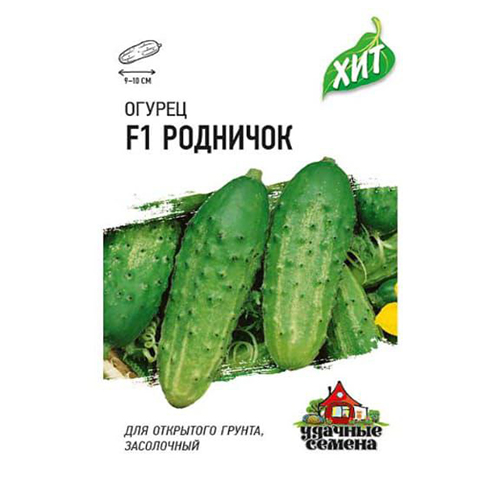 ХИТ
9–10 СМ
ОГУРЕЦ
F1 РОДНИЧОК
ДЛЯ ОТКРЫТОГО ГРУНТА,
ЗАСОЛОЧНЫЙ
удачные
семена